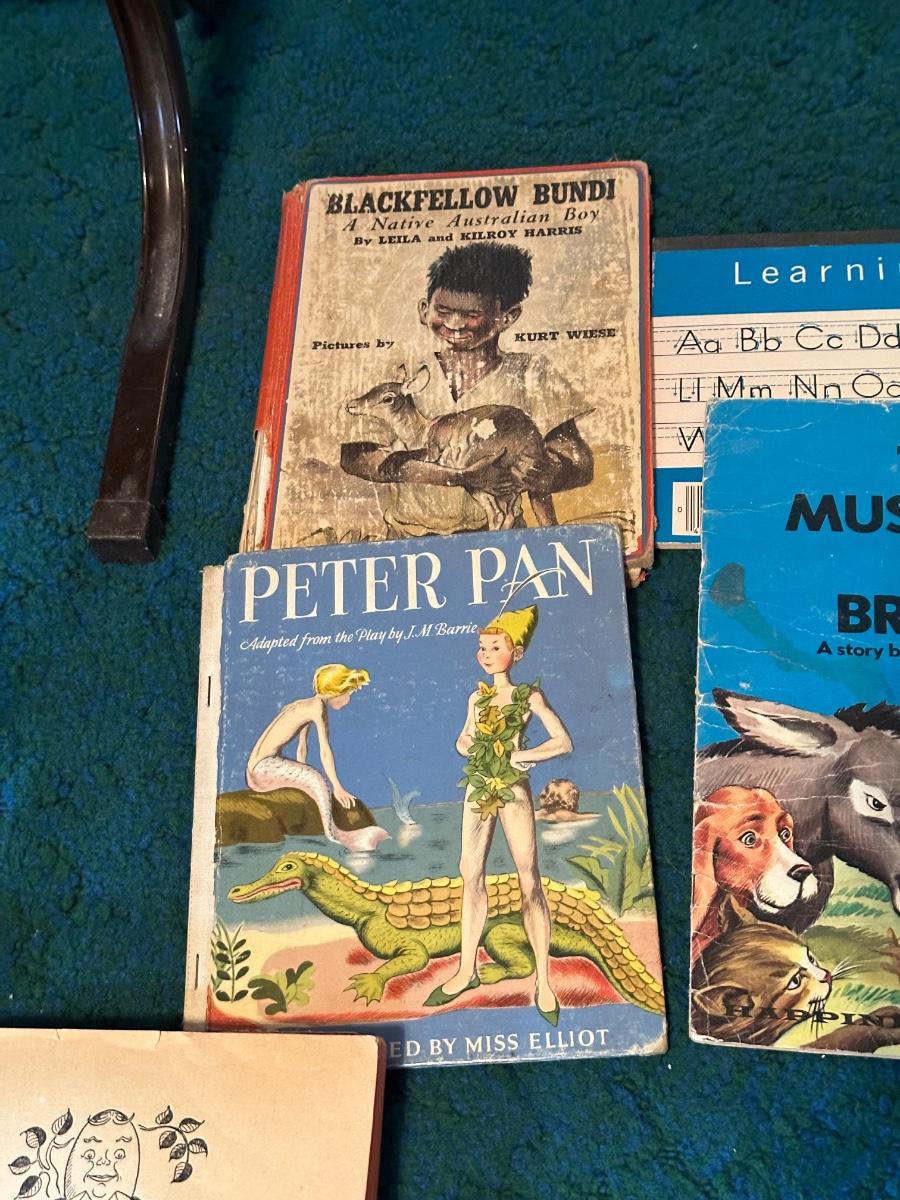 BLACKFELLOW BUNDI
A Native Australian Boy
By LEILA and KILROY HARRIS
Pictures by KURT WIESE
Learni
Aa Bb Cc Dd
Ll Mm Nn Oo
W
MUS
BR
A story b
HAPPIN
PETER PAN
Adapted from the Play by J.M Barrie
ED BY MISS ELLIOT